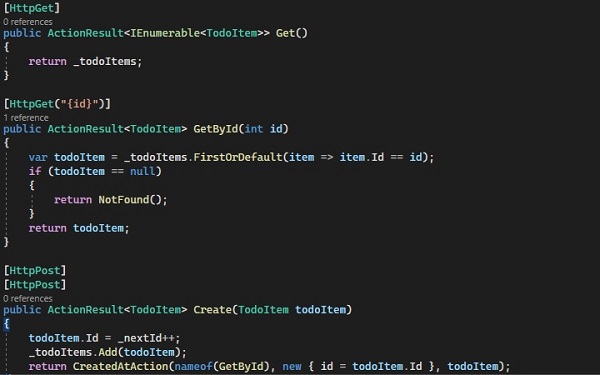 [HttpGet]
0 references
public ActionResult<IEnumerable<TodoItem>> Get()
{
return _todoItems;
}
[HttpGet("{id}")]
1 reference
public ActionResult<TodoItem> GetById(int id)
{
var todoItem = _todoItems.FirstOrDefault(item => item.Id == id);
if (todoItem == null)
{
return NotFound();
}
return todoItem;
}
[HttpPost]
[HttpPost]
0 references
public ActionResult<TodoItem> Create(TodoItem todoItem)
{
todoItem.Id = _nextId++;
_todoItems.Add(todoItem);
return CreatedAtAction(nameof(GetById), new { id = todoItem.Id }, todoItem);